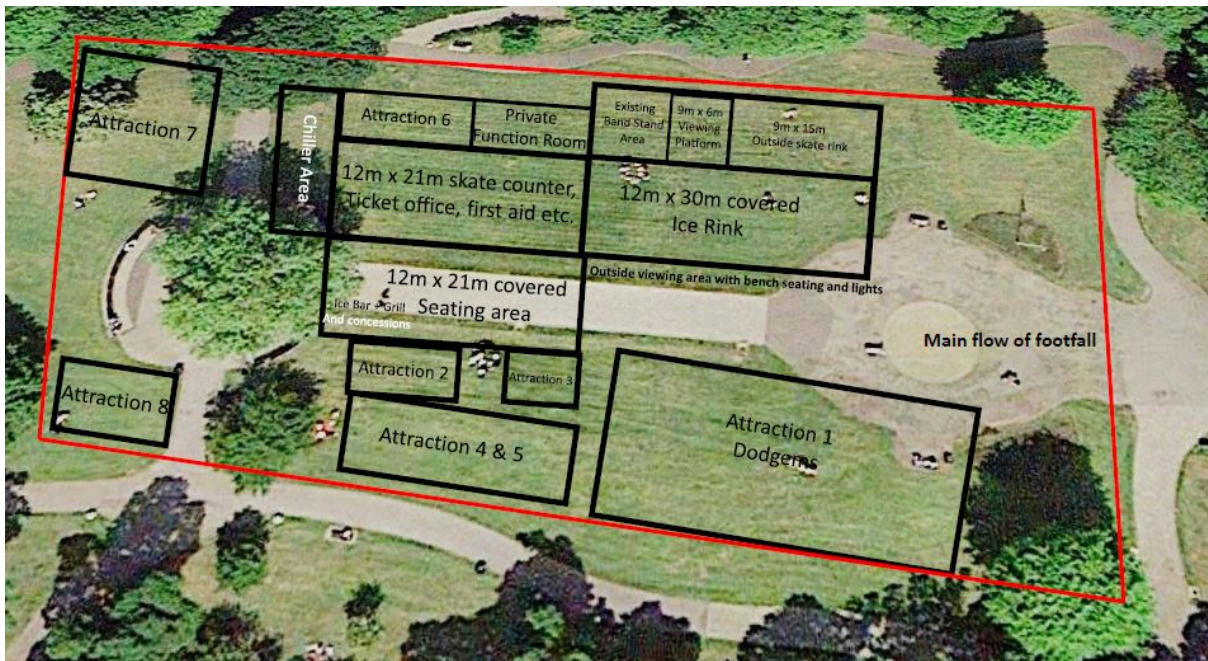 Attraction 7
Chiller Area
Attraction 6
Private
Function Room
Existing
Band Stand
Area
9m x 6m
Viewing
Platform
9m x 15m
Outside skate rink
12m x 21m skate counter,
Ticket office, first aid etc.
12m x 30m covered
Ice Rink
12m x 21m covered
Seating area
Ice Bar + Grill
And concessions
Outside viewing area with bench seating and lights
Main flow of footfall
Attraction 8
Attraction 2
Attraction 3
Attraction 4 & 5
Attraction 1
Dodgems